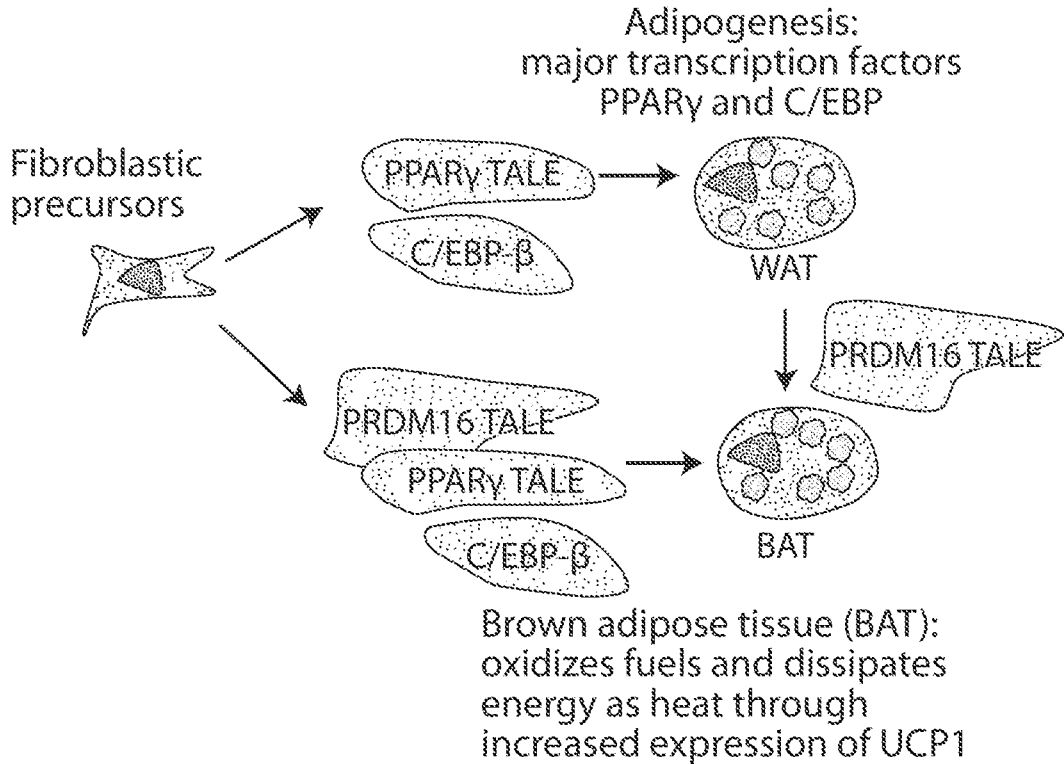 Adipogenesis:
major transcription factors
PPARγ and C/EBP
Fibroblastic
precursors
PPARγ TALE
C/EBP-β
WAT
PRDM16 TALE
PRDM16 TALE
PPARγ TALE
C/EBP-β
BAT
Brown adipose tissue (BAT):
oxidizes fuels and dissipates
energy as heat through
increased expression of UCP1